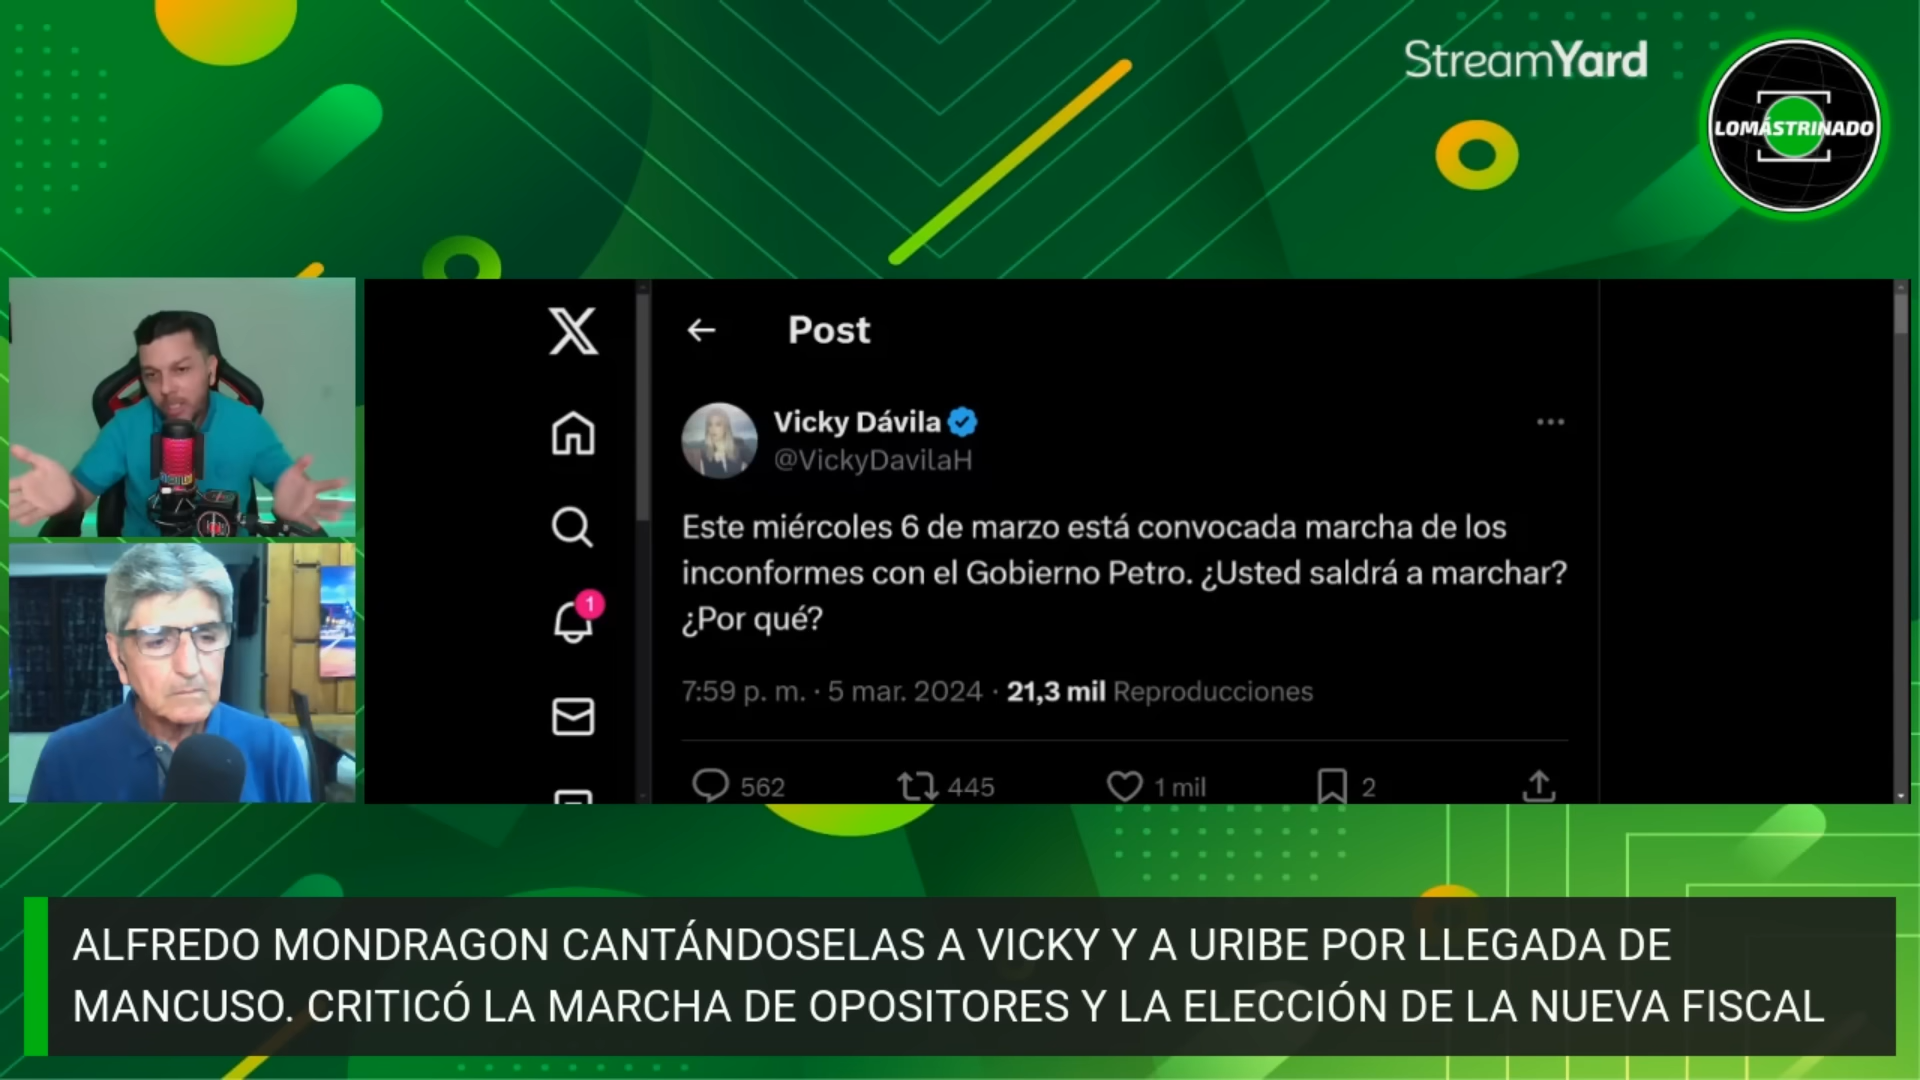 StreamYard
LOMÁSTRINADO
Post
Vicky Dávila
@VickyDavilaH
Este miércoles 6 de marzo está convocada marcha de los
inconformes con el Gobierno Petro. ¿Usted saldrá a marchar?
¿Por qué?
7:59 p. m. · 5 mar. 2024 · 21,3 mil Reproducciones
1
562 445 1 mil 2
ALFREDO MONDRAGON CANTÁNDOSELAS A VICKY Y A URIBE POR LLEGADA DE
MANCUSO. CRITICÓ LA MARCHA DE OPOSITORES Y LA ELECCIÓN DE LA NUEVA FISCAL